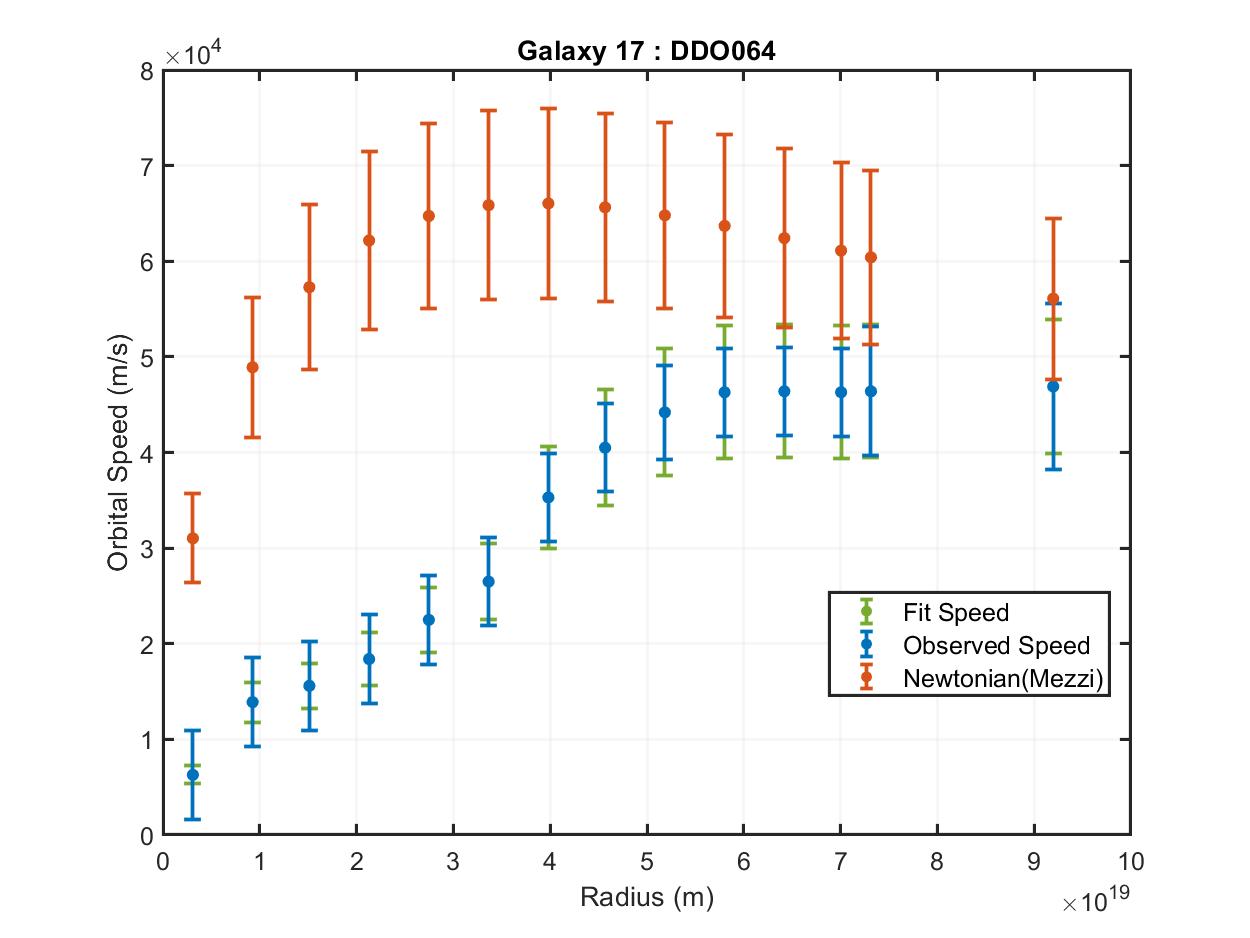 Galaxy 17 : DDO064
×10^4
8
7
6
5
4
3
2
1
0
Orbital Speed (m/s)
Fit Speed
Observed Speed
Newtonian(Mezzi)
0 1 2 3 4 5 6 7 8 9 10
Radius (m)
×10^19